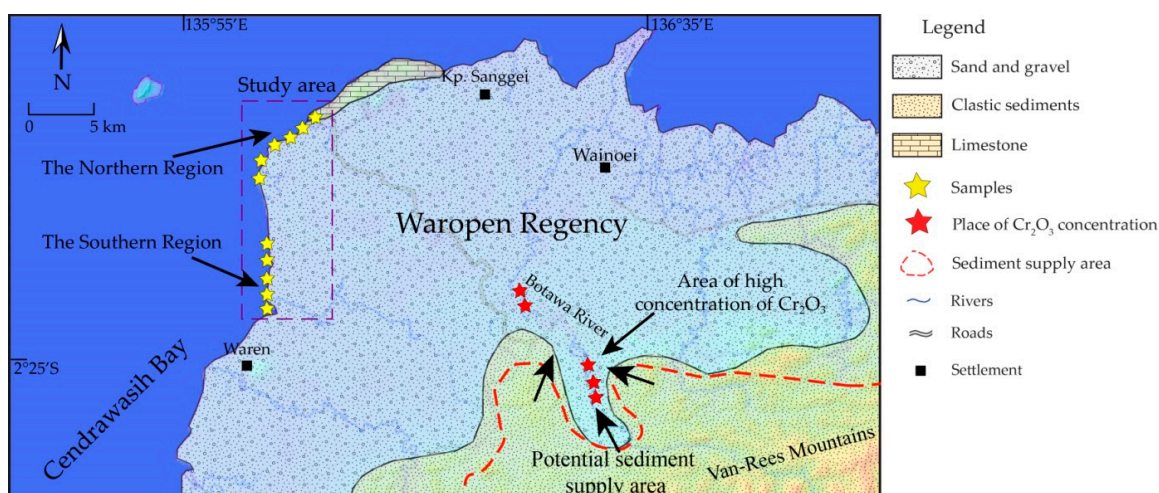 135°55'E
136°35'E
N
0 5 km
Study area
Kp. Sanggei
The Northern Region
Wainoei
Waropen Regency
The Southern Region
Botawa River
Area of high
concentration of Cr₂O₃
Waren
2°25'S
Cendrawasih Bay
Potential sediment
supply area
Van-Rees Mountains
Legend
Sand and gravel
Clastic sediments
Limestone
Samples
Place of Cr₂O₃ concentration
Sediment supply area
Rivers
Roads
Settlement